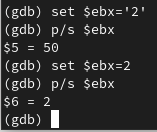 (gdb) set $ebx='2'
(gdb) p/s $ebx
$5 = 50
(gdb) set $ebx=2
(gdb) p/s $ebx
$6 = 2
(gdb)